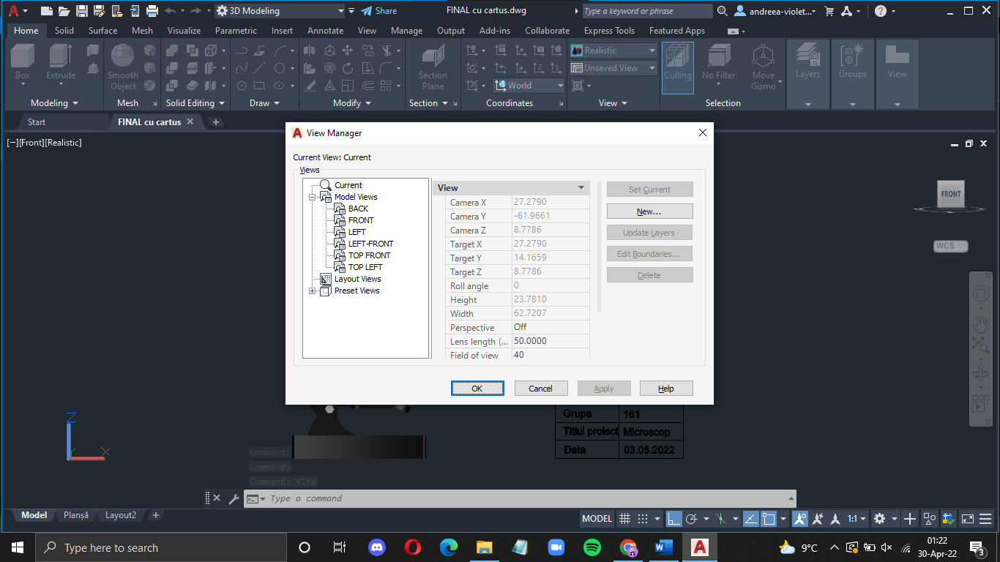 3D Modeling
Share
FINAL cu cartus.dwg
Type a keyword or phrase
andreea-violet...
Home Solid Surface Mesh Visualize Parametric Insert Annotate View Manage Output Add-ins Collaborate Express Tools Featured Apps
Box
Extrude
Smooth Object
Section Plane
Realistic
Unsaved View
World
Culling
No Filter
Move Gizmo
Layers
Groups
View
Modeling
Mesh
Solid Editing
Draw
Modify
Section
Coordinates
View
Selection
Start
FINAL cu cartus
[−][Front][Realistic]
View Manager
Current View: Current
Views
Current
Model Views
BACK
FRONT
LEFT
LEFT-FRONT
TOP FRONT
TOP LEFT
Layout Views
Preset Views
View
Camera X 27.2790
Camera Y -61.9661
Camera Z 8.7786
Target X 27.2790
Target Y 14.1659
Target Z 8.7786
Roll angle 0
Height 23.7810
Width 62.7207
Perspective Off
Lens length (... 50.0000
Field of view 40
Set Current
New...
Update Layers
Edit Boundaries...
Delete
OK
Cancel
Apply
Help
FRONT
WCS
Grupa 161
Titlul proiect Microscop
Data 03.05.2022
Z
X
Command:
Command:
Command: VIEW
Type a command
Model
Planșă
Layout2
MODEL
1:1
Type here to search
9°C
01:22
30-Apr-22
3